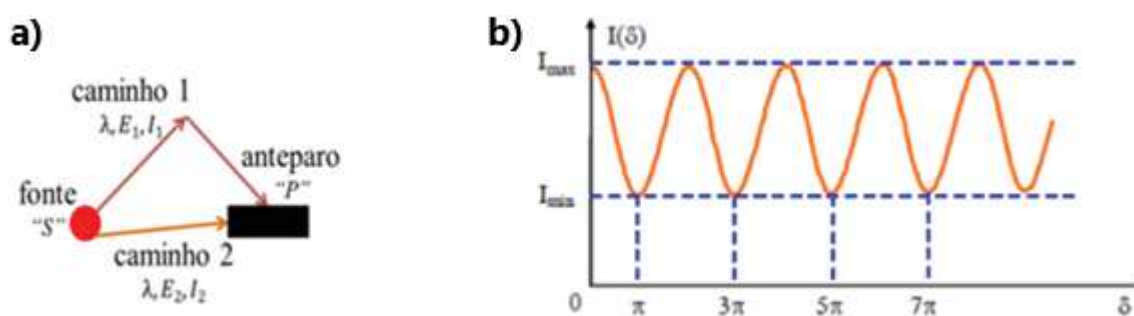 a)
caminho 1
λ, E₁, I₁
anteparo
"P"
fonte
"S"
caminho 2
λ, E₂, I₂
b)
I(δ)
Imax
Imin
0 π 3π 5π 7π δ